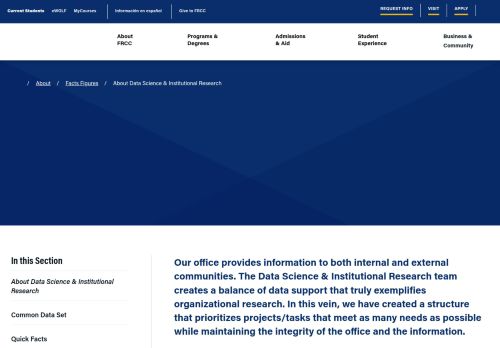 Current Students eWOLF MyCourses Información en español Give to FRCC REQUEST INFO VISIT APPLY
About FRCC
Programs & Degrees
Admissions & Aid
Student Experience
Business & Community
/ About / Facts Figures / About Data Science & Institutional Research
In this Section
About Data Science & Institutional
Research
Common Data Set
Quick Facts
Our office provides information to both internal and external
communities. The Data Science & Institutional Research team
creates a balance of data support that truly exemplifies
organizational research. In this vein, we have created a structure
that prioritizes projects/tasks that meet as many needs as possible
while maintaining the integrity of the office and the information.